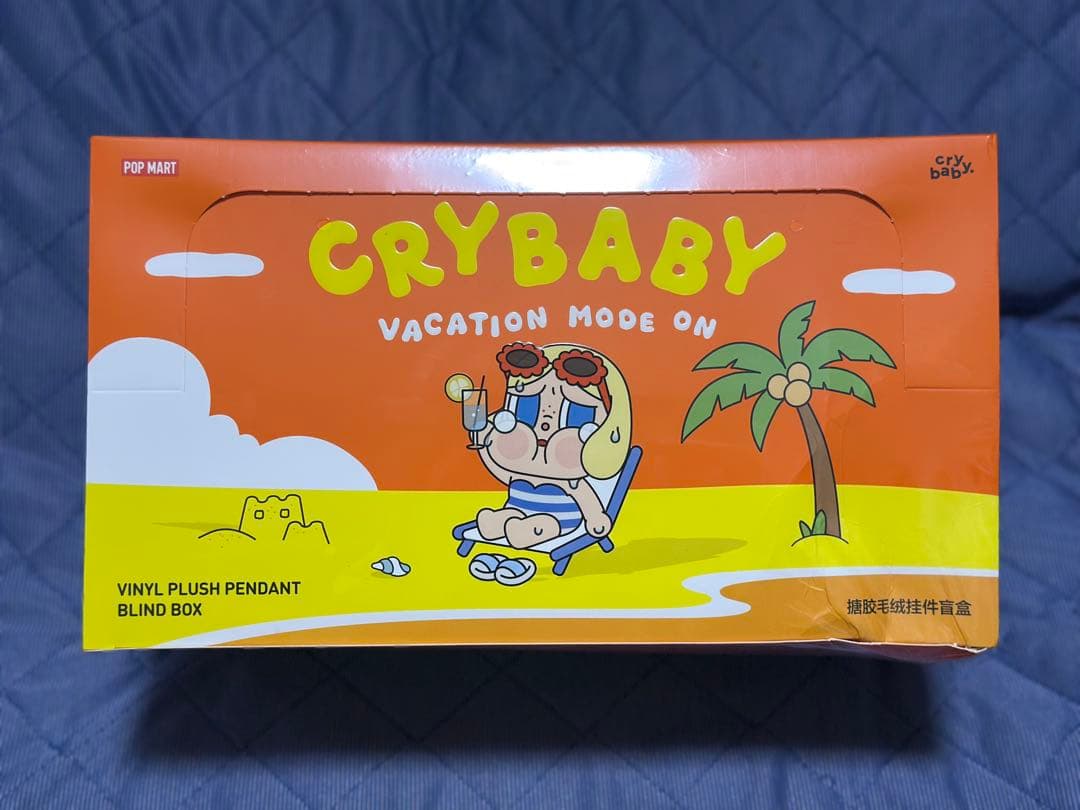 POP MART
cry
baby.
CRYBABY
VACATION MODE ON
VINYL PLUSH PENDANT
BLIND BOX
搪胶毛绒挂件盲盒